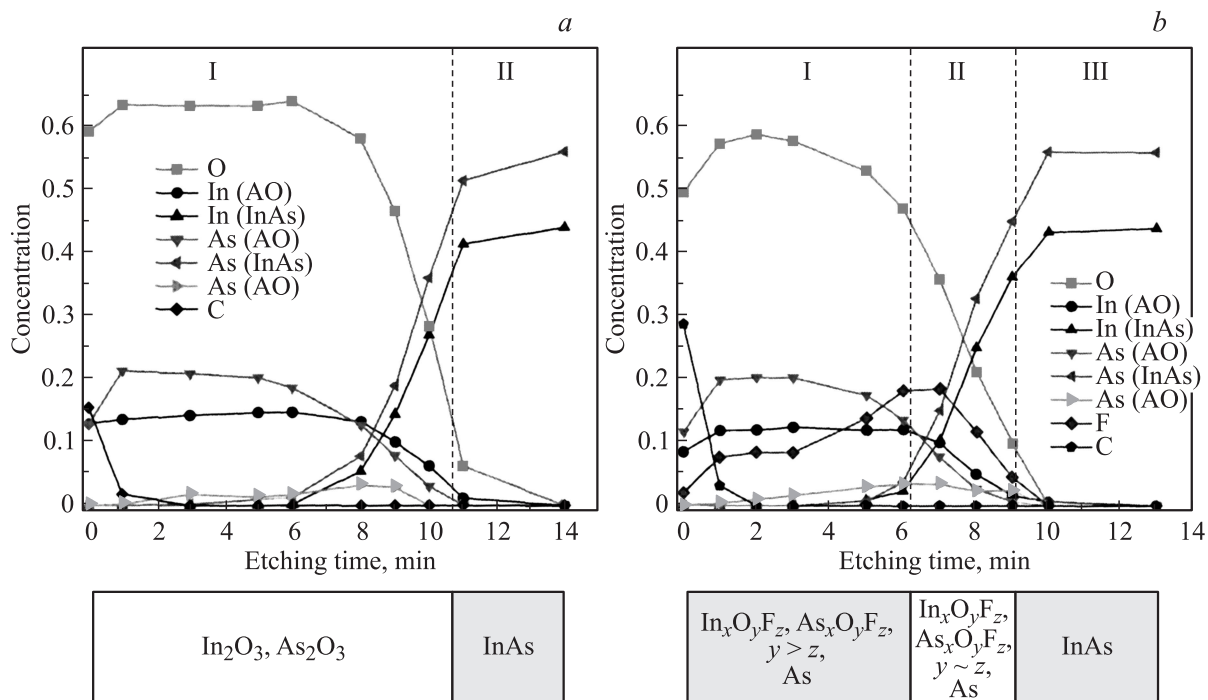 a
I
II
0.6
0.5
0.4
0.3
0.2
0.1
0
Concentration
O
In (AO)
In (InAs)
As (AO)
As (InAs)
As (AO)
C
0 2 4 6 8 10 12 14
Etching time, min
In2O3, As2O3
InAs
b
I
II
III
0.6
0.5
0.4
0.3
0.2
0.1
0
Concentration
O
In (AO)
In (InAs)
As (AO)
As (InAs)
As (AO)
F
C
0 2 4 6 8 10 12 14
Etching time, min
InxOyFz, AsxOyFz,
y > z,
As
InxOyFz,
AsxOyFz,
y ~ z,
As
InAs